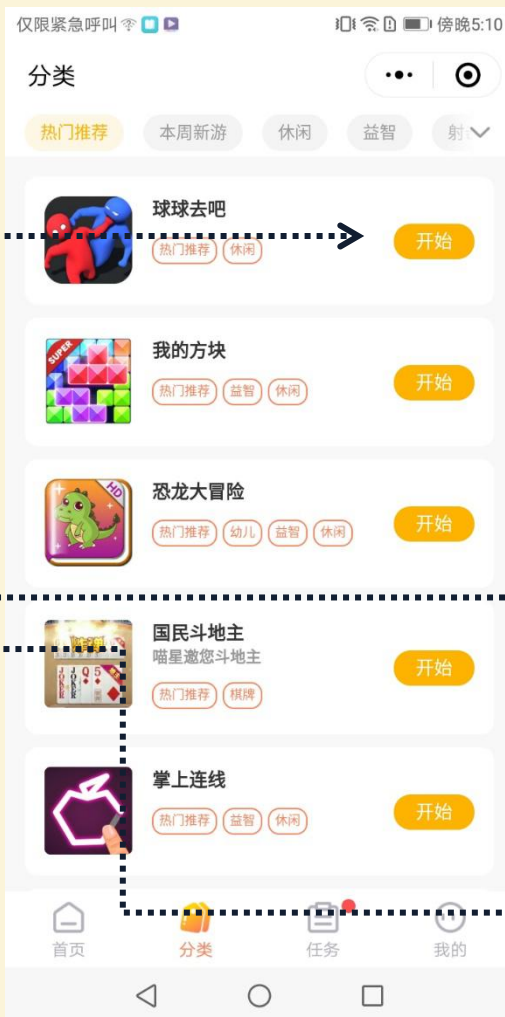 仅限紧急呼叫
傍晚5:10
分类
热门推荐 本周新游 休闲 益智 射
球球去吧
热门推荐 休闲
开始
SUPER
我的方块
热门推荐 益智 休闲
开始
HD
恐龙大冒险
热门推荐 幼儿 益智 休闲
开始
国民斗地主
喵星邀您斗地主
热门推荐 棋牌
开始
JOKER JOKER Q 5
掌上连线
热门推荐 益智 休闲
开始
首页 分类 任务 我的